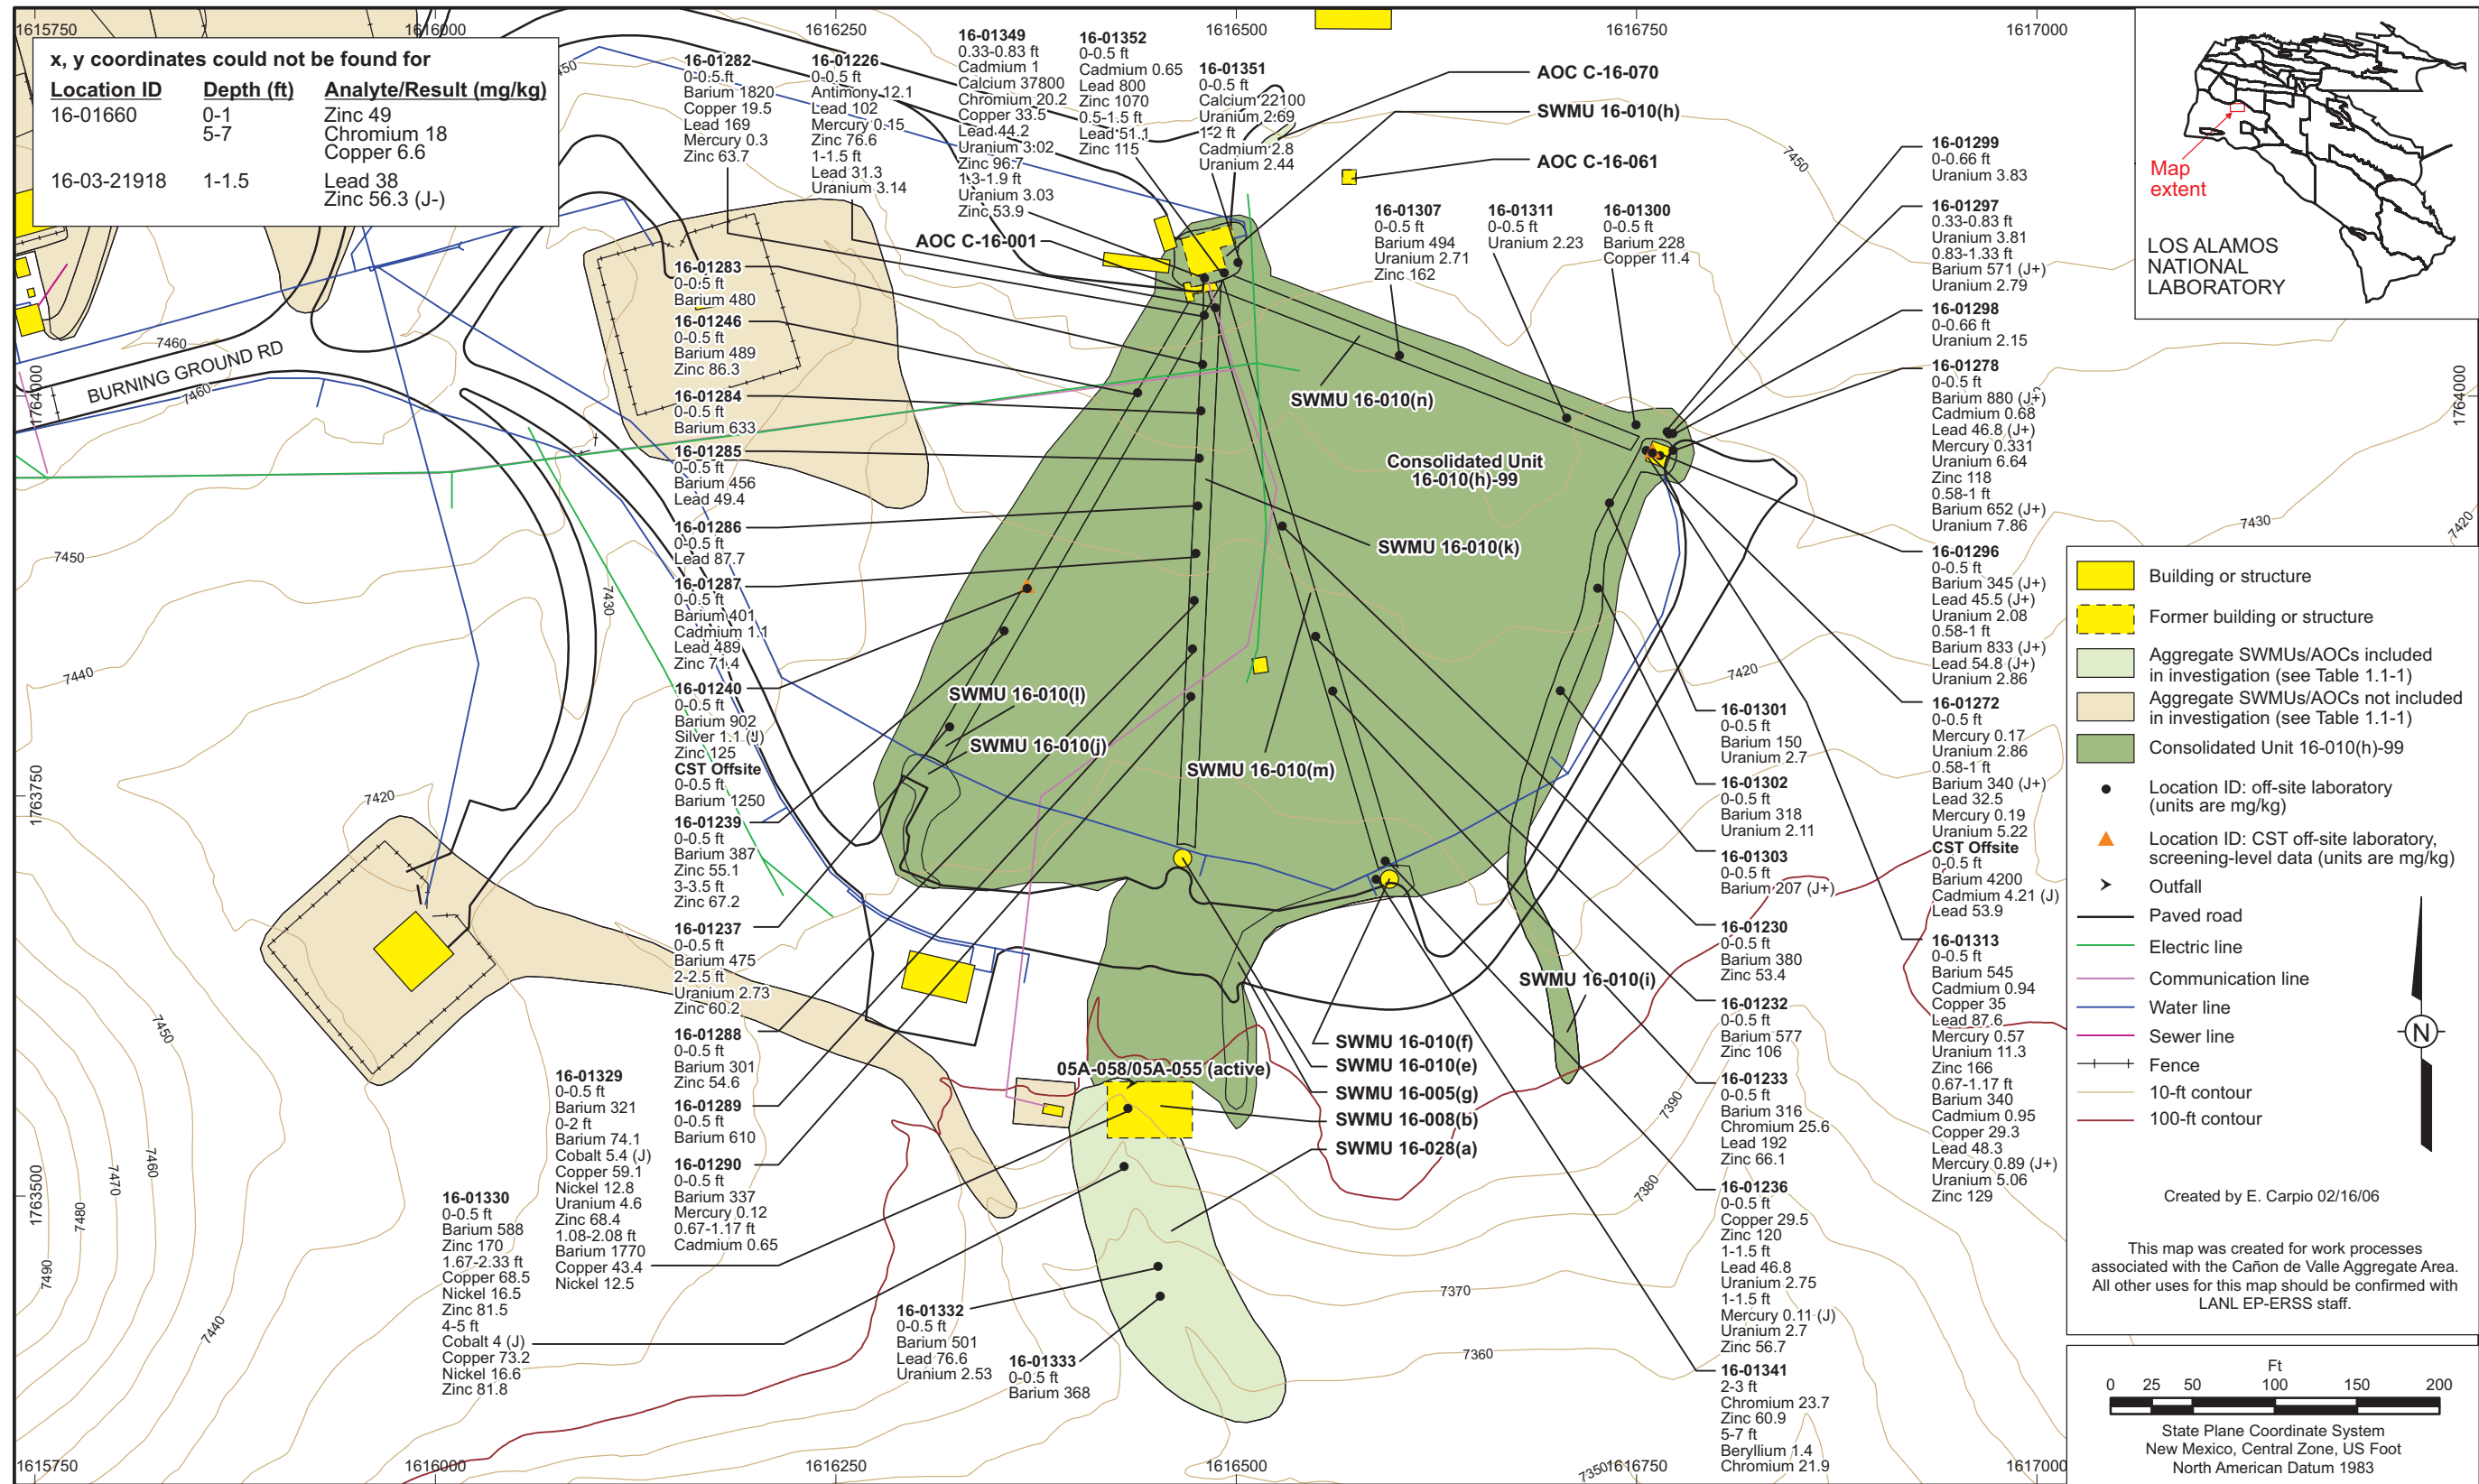 1615750
1616000
1616250
1616500
1616750
1617000
x, y coordinates could not be found for
Location ID Depth (ft) Analyte/Result (mg/kg)
16-01660 0-1 Zinc 49
5-7 Chromium 18
Copper 6.6
16-03-21918 1-1.5 Lead 38
Zinc 56.3 (J-)
16-01282
0-0.5 ft
Barium 1820
Copper 19.5
Lead 169
Mercury 0.3
Zinc 63.7
16-01226
0-0.5 ft
Antimony 12.1
Lead 102
Mercury 0.15
Zinc 76.6
1-1.5 ft
Lead 31.3
Uranium 3.14
16-01349
0.33-0.83 ft
Cadmium 1
Calcium 37800
Chromium 20.2
Copper 33.5
Lead 44.2
Uranium 3.02
Zinc 96.7
1.3-1.9 ft
Uranium 3.03
Zinc 53.9
16-01352
0-0.5 ft
Cadmium 0.65
Lead 800
Zinc 1070
0.5-1.5 ft
Lead 51.1
Zinc 115
16-01351
0-0.5 ft
Calcium 22100
Uranium 2.69
1-2 ft
Cadmium 2.8
Uranium 2.44
AOC C-16-070
SWMU 16-010(h)
AOC C-16-061
AOC C-16-001
16-01307
0-0.5 ft
Barium 494
Uranium 2.71
Zinc 162
16-01311
0-0.5 ft
Uranium 2.23
16-01300
0-0.5 ft
Barium 228
Copper 11.4
16-01299
0-0.66 ft
Uranium 3.83
16-01297
0.33-0.83 ft
Uranium 3.81
0.83-1.33 ft
Barium 571 (J+)
Uranium 2.79
16-01298
0-0.66 ft
Uranium 2.15
16-01278
0-0.5 ft
Barium 880 (J+)
Cadmium 0.68
Lead 46.8 (J+)
Mercury 0.331
Uranium 6.64
Zinc 118
0.58-1 ft
Barium 652 (J+)
Uranium 7.86
16-01296
0-0.5 ft
Barium 345 (J+)
Lead 45.5 (J+)
Uranium 2.08
0.58-1 ft
Barium 833 (J+)
Lead 54.8 (J+)
Uranium 2.86
16-01272
0-0.5 ft
Mercury 0.17
Uranium 2.86
0.58-1 ft
Barium 340 (J+)
Lead 32.5
Mercury 0.19
Uranium 5.22
CST Offsite
0-0.5 ft
Barium 4200
Cadmium 4.21 (J)
Lead 53.9
16-01313
0-0.5 ft
Barium 545
Cadmium 0.94
Copper 35
Lead 87.6
Mercury 0.57
Uranium 11.3
Zinc 166
0.67-1.17 ft
Barium 340
Cadmium 0.95
Copper 29.3
Lead 48.3
Mercury 0.89 (J+)
Uranium 5.06
Zinc 129
16-01283
0-0.5 ft
Barium 480
16-01246
0-0.5 ft
Barium 489
Zinc 86.3
16-01284
0-0.5 ft
Barium 633
16-01285
0-0.5 ft
Barium 456
Lead 49.4
16-01286
0-0.5 ft
Lead 87.7
16-01287
0-0.5 ft
Barium 401
Cadmium 1.1
Lead 489
Zinc 71.4
16-01240
0-0.5 ft
Barium 902
Silver 1.1 (J)
Zinc 125
CST Offsite
0-0.5 ft
Barium 1250
16-01239
0-0.5 ft
Barium 387
Zinc 55.1
3-3.5 ft
Zinc 67.2
16-01237
0-0.5 ft
Barium 475
2-2.5 ft
Uranium 2.73
Zinc 60.2
16-01288
0-0.5 ft
Barium 301
Zinc 54.6
16-01289
0-0.5 ft
Barium 610
16-01290
0-0.5 ft
Barium 337
Mercury 0.12
0.67-1.17 ft
Cadmium 0.65
16-01329
0-0.5 ft
Barium 321
0-2 ft
Barium 74.1
Cobalt 5.4 (J)
Copper 59.1
Nickel 12.8
Uranium 4.6
Zinc 68.4
1.08-2.08 ft
Barium 1770
Copper 43.4
Nickel 12.5
16-01330
0-0.5 ft
Barium 588
Zinc 170
1.67-2.33 ft
Copper 68.5
Nickel 16.5
Zinc 81.5
4-5 ft
Cobalt 4 (J)
Copper 73.2
Nickel 16.6
Zinc 81.8
16-01332
0-0.5 ft
Barium 501
Lead 76.6
Uranium 2.53
16-01333
0-0.5 ft
Barium 368
16-01301
0-0.5 ft
Barium 150
Uranium 2.7
16-01302
0-0.5 ft
Barium 318
Uranium 2.11
16-01303
0-0.5 ft
Barium 207 (J+)
16-01230
0-0.5 ft
Barium 380
Zinc 53.4
16-01232
0-0.5 ft
Barium 577
Zinc 106
16-01233
0-0.5 ft
Barium 316
Chromium 25.6
Lead 192
Zinc 66.1
16-01236
0-0.5 ft
Copper 29.5
Zinc 120
1-1.5 ft
Lead 46.8
Uranium 2.75
1-1.5 ft
Mercury 0.11 (J)
Uranium 2.7
Zinc 56.7
16-01341
2-3 ft
Chromium 23.7
Zinc 60.9
5-7 ft
Beryllium 1.4
Chromium 21.9
SWMU 16-010(n)
Consolidated Unit
16-010(h)-99
SWMU 16-010(k)
SWMU 16-010(l)
SWMU 16-010(j)
SWMU 16-010(m)
SWMU 16-010(i)
SWMU 16-010(f)
SWMU 16-010(e)
SWMU 16-005(g)
SWMU 16-008(b)
SWMU 16-028(a)
05A-058/05A-055 (active)
BURNING GROUND RD
7460
7460
7450
7450
7440
7430
7420
7450
7460
7470
7480
7490
7440
7450
7430
7420
7420
7390
7380
7370
7360
7350
1764000
1763750
1763500
1764000
Map
extent
LOS ALAMOS
NATIONAL
LABORATORY
Building or structure
Former building or structure
Aggregate SWMUs/AOCs included
in investigation (see Table 1.1-1)
Aggregate SWMUs/AOCs not included
in investigation (see Table 1.1-1)
Consolidated Unit 16-010(h)-99
Location ID: off-site laboratory
(units are mg/kg)
Location ID: CST off-site laboratory,
screening-level data (units are mg/kg)
Outfall
Paved road
Electric line
Communication line
Water line
Sewer line
Fence
10-ft contour
100-ft contour
N
Created by E. Carpio 02/16/06
This map was created for work processes
associated with the Cañon de Valle Aggregate Area.
All other uses for this map should be confirmed with
LANL EP-ERSS staff.
Ft
0 25 50 100 150 200
State Plane Coordinate System
New Mexico, Central Zone, US Foot
North American Datum 1983
1615750
1616000
1616250
1616500
1616750
1617000